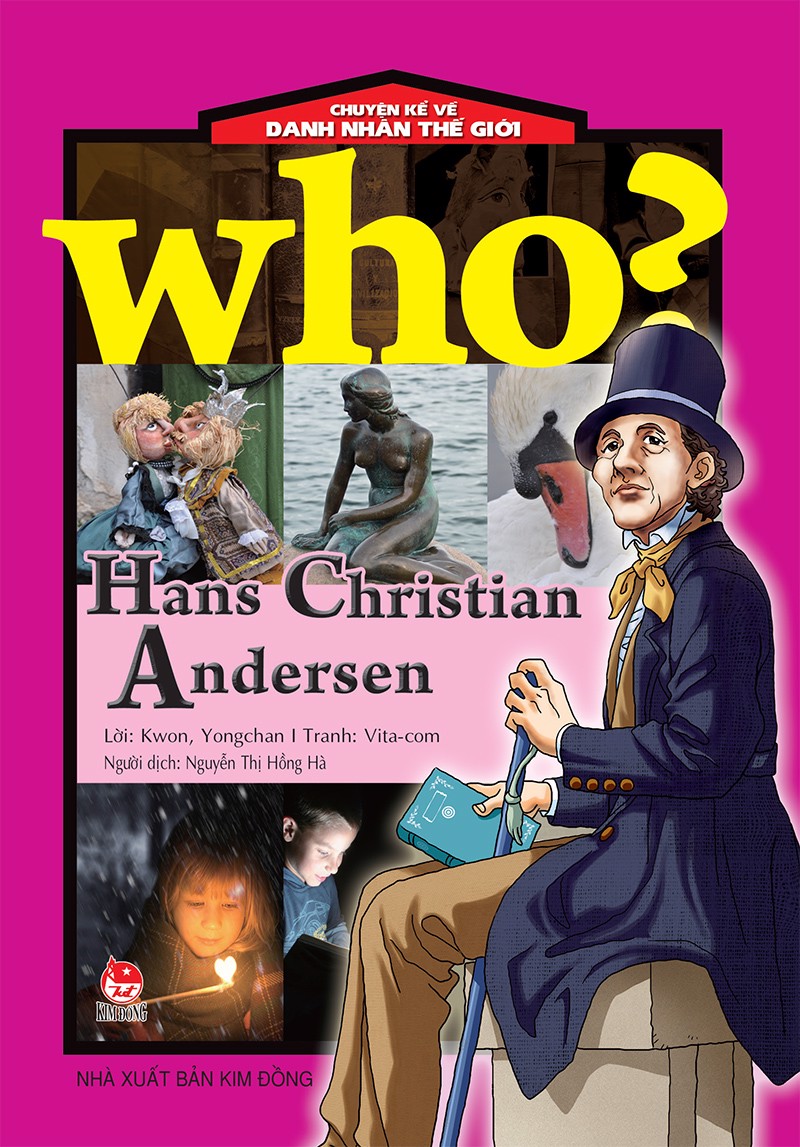 CHUYỆN KỂ VỀ
DANH NHÂN THẾ GIỚI
who?
Hans Christian
Andersen
Lời: Kwon, Yongchan I Tranh: Vita-com
Người dịch: Nguyễn Thị Hồng Hà
KIM ĐỒNG
NHÀ XUẤT BẢN KIM ĐỒNG